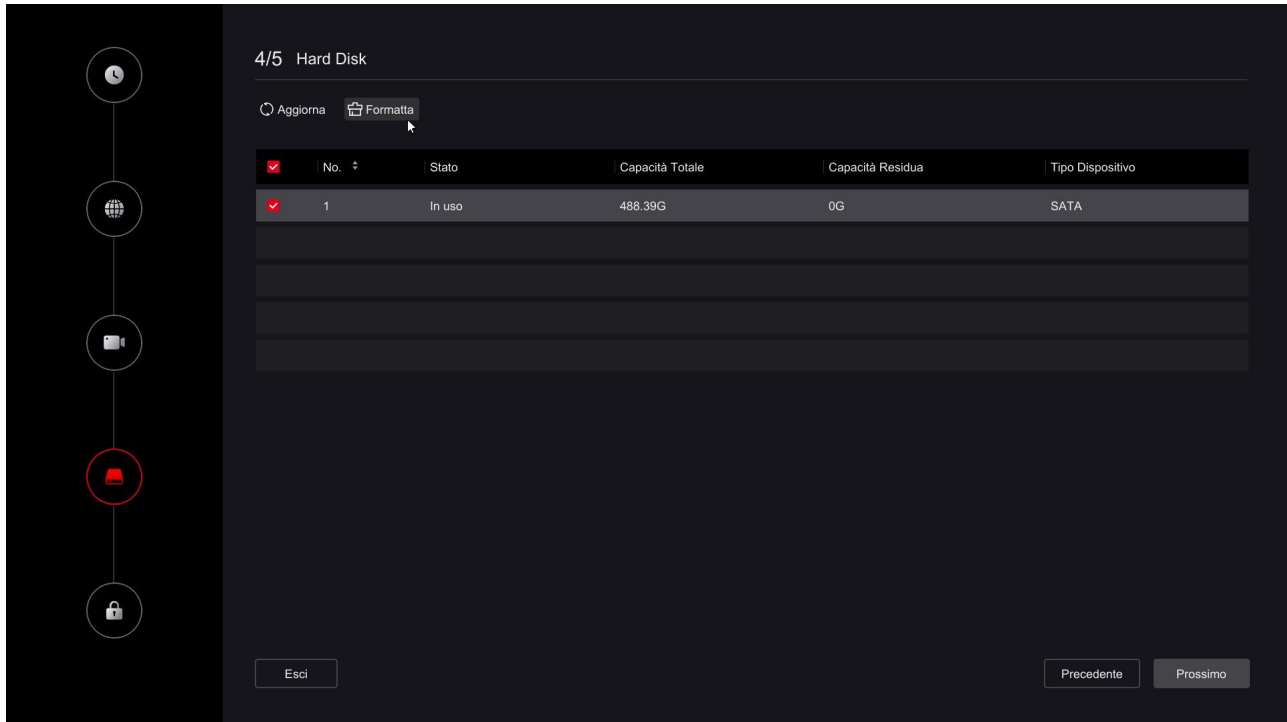 4/5 Hard Disk
Aggiorna Formatta
No. Stato Capacità Totale Capacità Residua Tipo Dispositivo
1 In uso 488.39G 0G SATA
Esci Precedente Prossimo